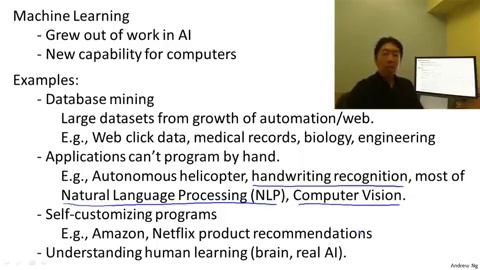 Machine Learning
- Grew out of work in AI
- New capability for computers
Examples:
- Database mining
Large datasets from growth of automation/web.
E.g., Web click data, medical records, biology, engineering
- Applications can't program by hand.
E.g., Autonomous helicopter, handwriting recognition, most of
Natural Language Processing (NLP), Computer Vision.
- Self-customizing programs
E.g., Amazon, Netflix product recommendations
- Understanding human learning (brain, real AI).
Andrew Ng